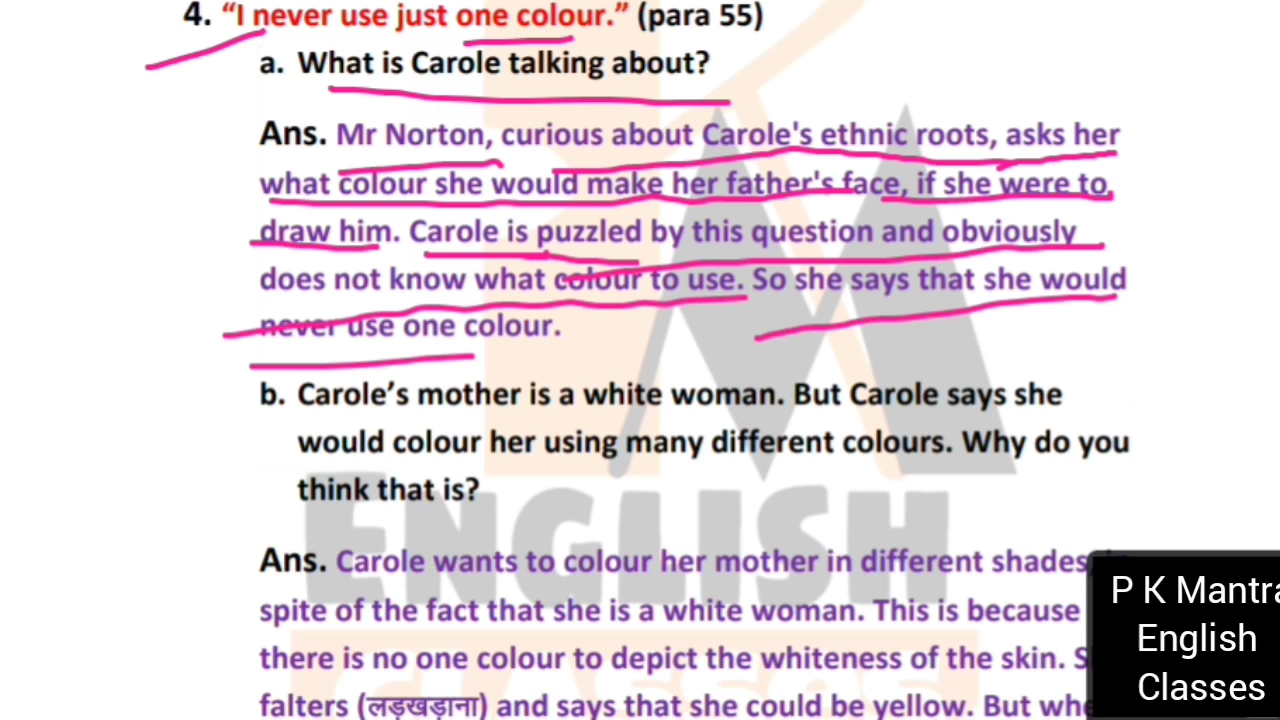 4. “I never use just one colour.” (para 55)
a. What is Carole talking about?
Ans. Mr Norton, curious about Carole's ethnic roots, asks her
what colour she would make her father's face, if she were to
draw him. Carole is puzzled by this question and obviously
does not know what colour to use. So she says that she would
never use one colour.
b. Carole’s mother is a white woman. But Carole says she
would colour her using many different colours. Why do you
think that is?
Ans. Carole wants to colour her mother in different shades
spite of the fact that she is a white woman. This is because
there is no one colour to depict the whiteness of the skin.
falters (लड़खड़ाना) and says that she could be yellow. But
ENGLISH
CLASSES
P K Mantra
English
Classes